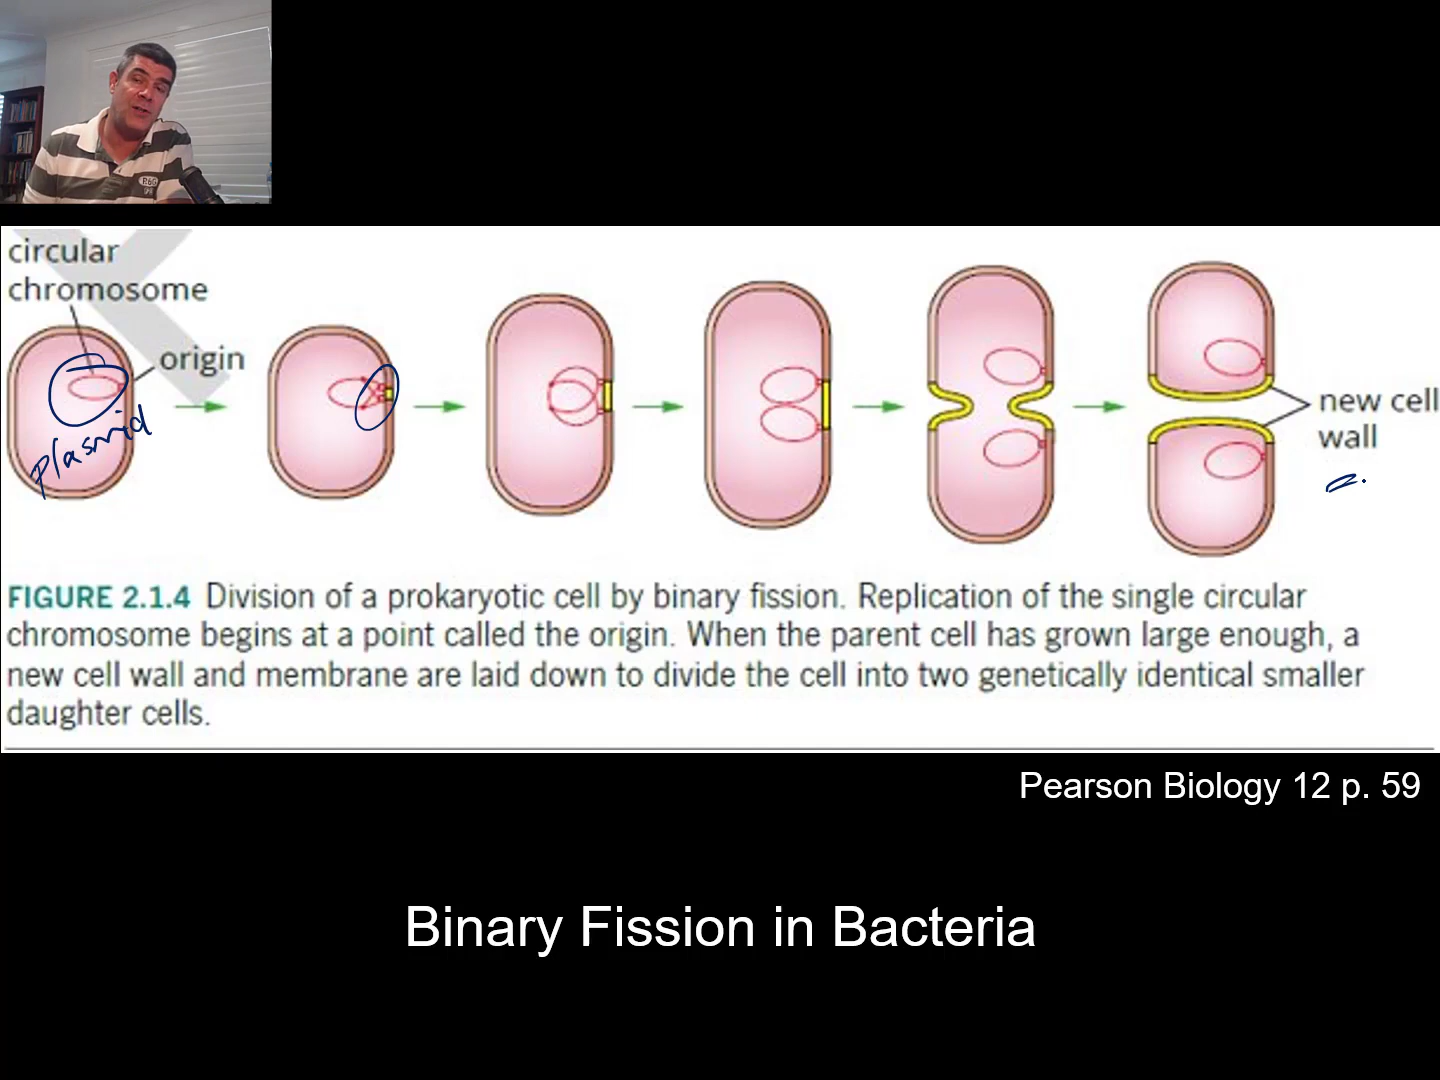 circular
chromosome
origin
plasmid
new cell
wall
FIGURE 2.1.4 Division of a prokaryotic cell by binary fission. Replication of the single circular
chromosome begins at a point called the origin. When the parent cell has grown large enough, a
new cell wall and membrane are laid down to divide the cell into two genetically identical smaller
daughter cells.
Pearson Biology 12 p. 59
Binary Fission in Bacteria